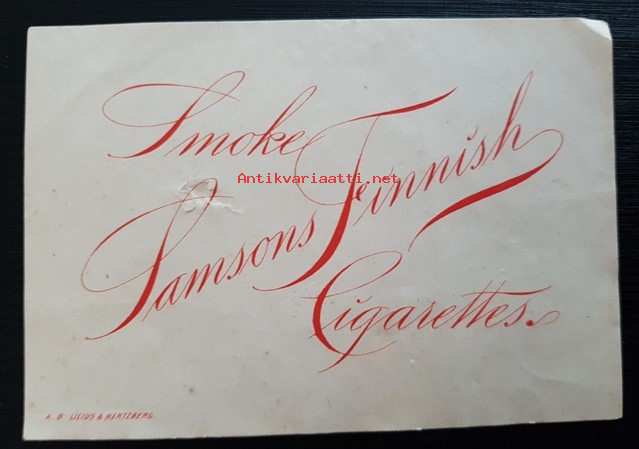 Smoke
Samsons Finnish
Cigarettes.
Antikvariaatti.net
A. B. LILIUS & HERTZBERG.